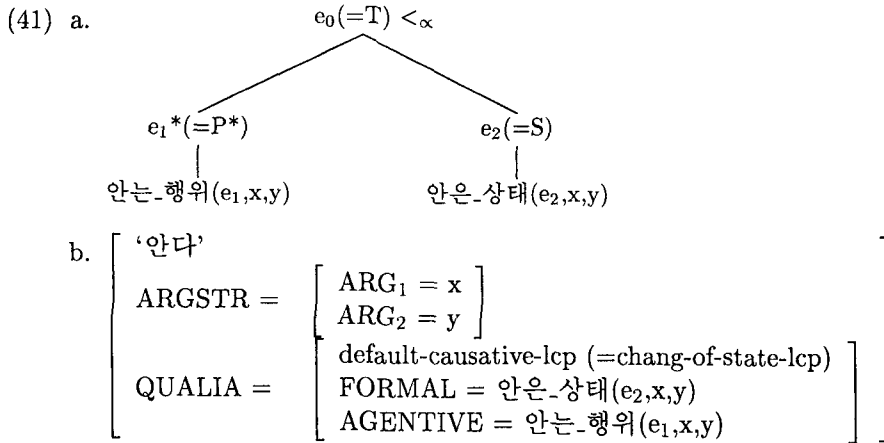 (41) a. e₀(=T) <∝
e₁*(=P*) e₂(=S)
안는_행위(e₁,x,y) 안은_상태(e₂,x,y)
b. ‘안다’
ARGSTR = ARG₁ = x
ARG₂ = y
default-causative-lcp (=chang-of-state-lcp)
QUALIA = FORMAL = 안은_상태(e₂,x,y)
AGENTIVE = 안는_행위(e₁,x,y)